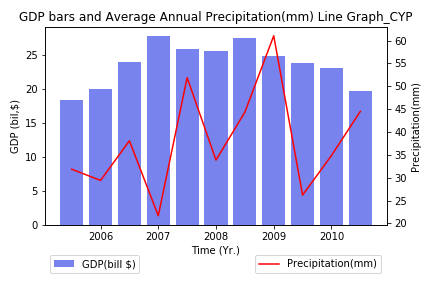 GDP bars and Average Annual Precipitation(mm) Line Graph_CYP
GDP (bil,$)
25
20
15
10
5
0
60
55
50
45
40
35
30
25
20
Precipitation(mm)
2006 2007 2008 2009 2010
Time (Yr.)
GDP(bill $)
Precipitation(mm)